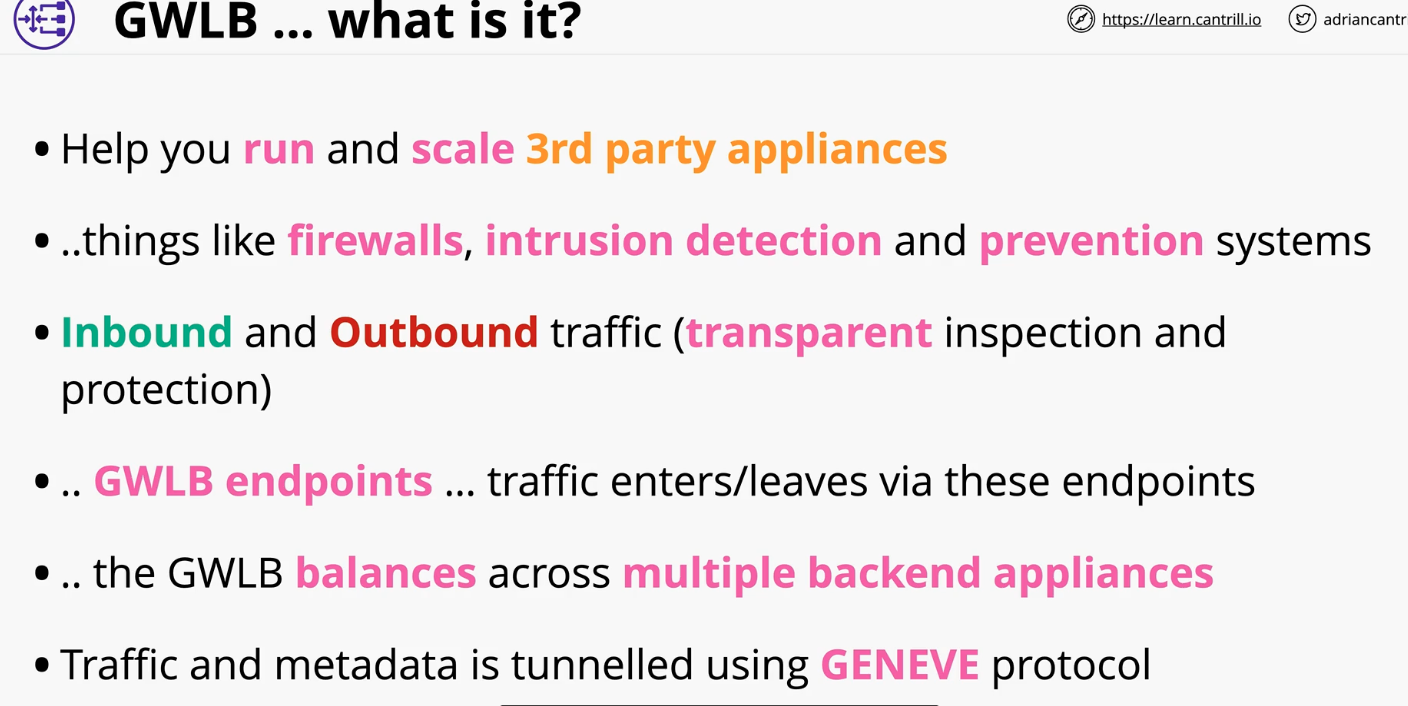 GWLB ... what is it?
https://learn.cantrill.io
adriancantr
• Help you run and scale 3rd party appliances
• ..things like firewalls, intrusion detection and prevention systems
• Inbound and Outbound traffic (transparent inspection and
protection)
• .. GWLB endpoints ... traffic enters/leaves via these endpoints
• .. the GWLB balances across multiple backend appliances
• Traffic and metadata is tunnelled using GENEVE protocol